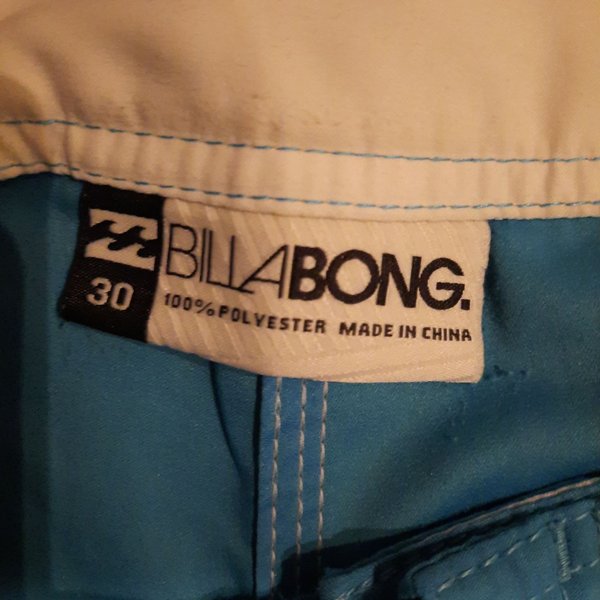 BILLABONG.
30
100% POLYESTER MADE IN CHINA